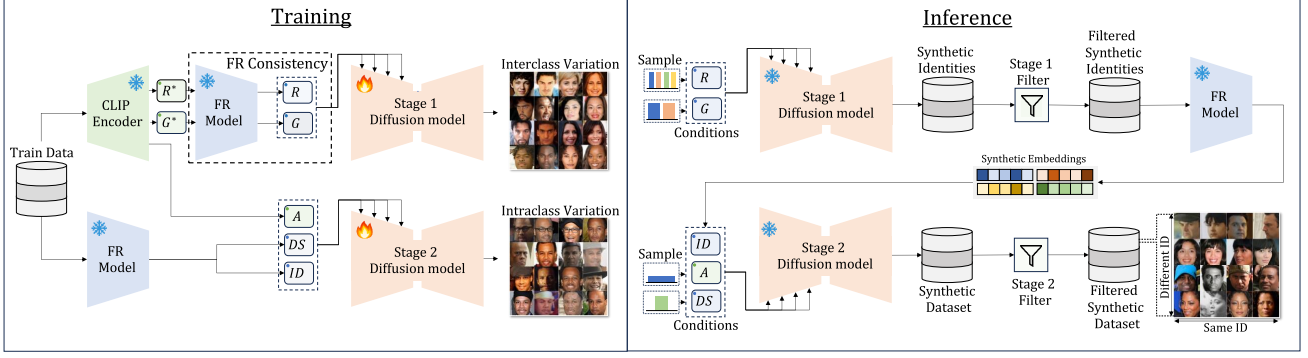 Training
FR Consistency
CLIP
Encoder
R*
G*
FR
Model
R
G
Stage 1
Diffusion model
Interclass Variation
Train Data
FR
Model
A
DS
ID
Stage 2
Diffusion model
Intraclass Variation
Inference
Sample
R
G
Conditions
Stage 1
Diffusion model
Synthetic
Identities
Stage 1
Filter
Filtered
Synthetic
Identities
FR
Model
Synthetic Embeddings
Sample
ID
A
DS
Conditions
Stage 2
Diffusion model
Synthetic
Dataset
Stage 2
Filter
Filtered
Synthetic
Dataset
Different ID
Same ID